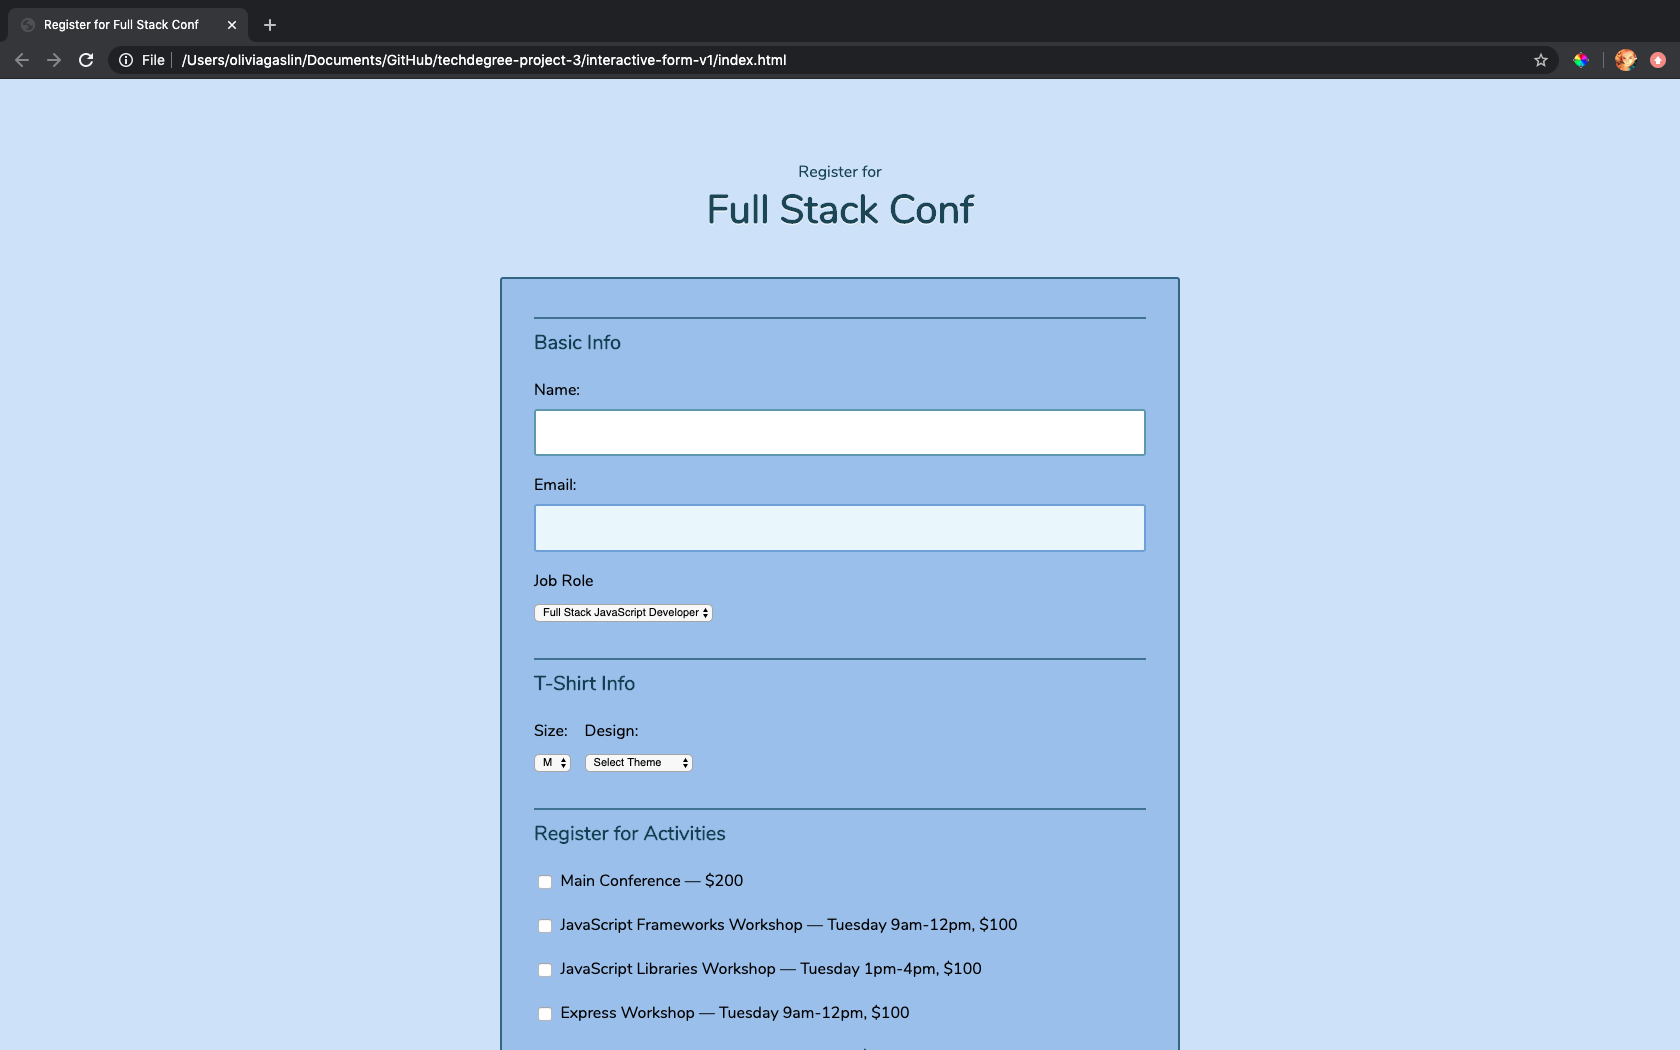 Register for Full Stack Conf
File /Users/oliviagaslin/Documents/GitHub/techdegree-project-3/interactive-form-v1/index.html
Register for
Full Stack Conf
Basic Info
Name:
Email:
Job Role
Full Stack JavaScript Developer
T-Shirt Info
Size: Design:
M Select Theme
Register for Activities
Main Conference — $200
JavaScript Frameworks Workshop — Tuesday 9am-12pm, $100
JavaScript Libraries Workshop — Tuesday 1pm-4pm, $100
Express Workshop — Tuesday 9am-12pm, $100